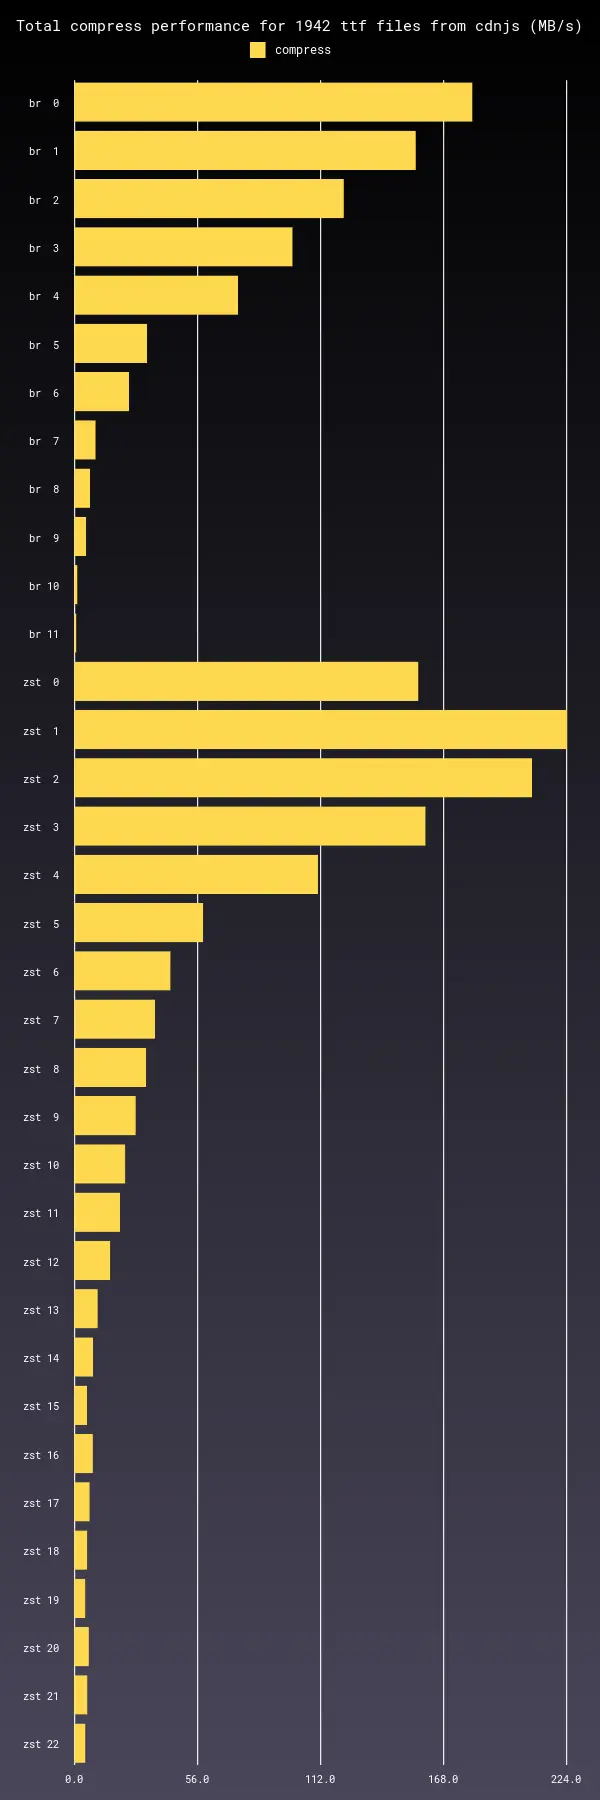 Total compress performance for 1942 ttf files from cdnjs (MB/s)
compress
br 0
br 1
br 2
br 3
br 4
br 5
br 6
br 7
br 8
br 9
br 10
br 11
zst 0
zst 1
zst 2
zst 3
zst 4
zst 5
zst 6
zst 7
zst 8
zst 9
zst 10
zst 11
zst 12
zst 13
zst 14
zst 15
zst 16
zst 17
zst 18
zst 19
zst 20
zst 21
zst 22
0.0 56.0 112.0 168.0 224.0